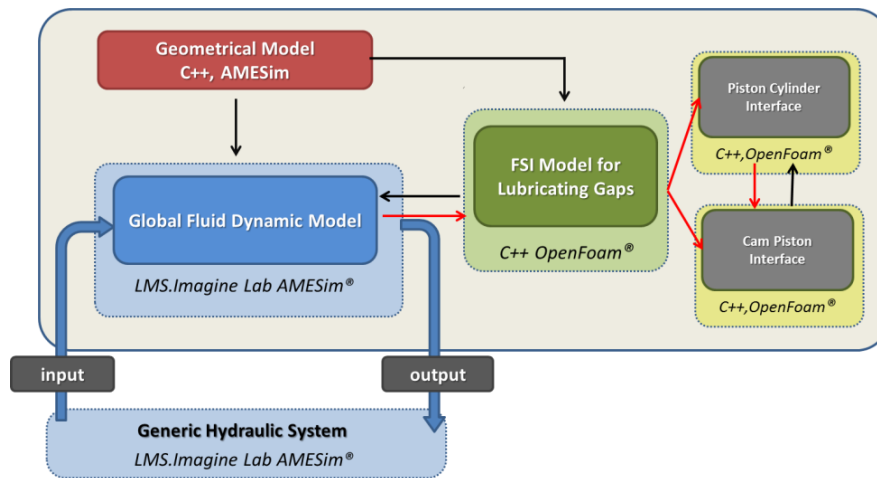 Geometrical Model
C++, AMESim
Piston Cylinder
Interface
C++,OpenFoam®
FSI Model for
Lubricating Gaps
C++ OpenFoam®
Global Fluid Dynamic Model
LMS.Imagine Lab AMESim®
Cam Piston
Interface
C++,OpenFoam®
input
output
Generic Hydraulic System
LMS.Imagine Lab AMESim®